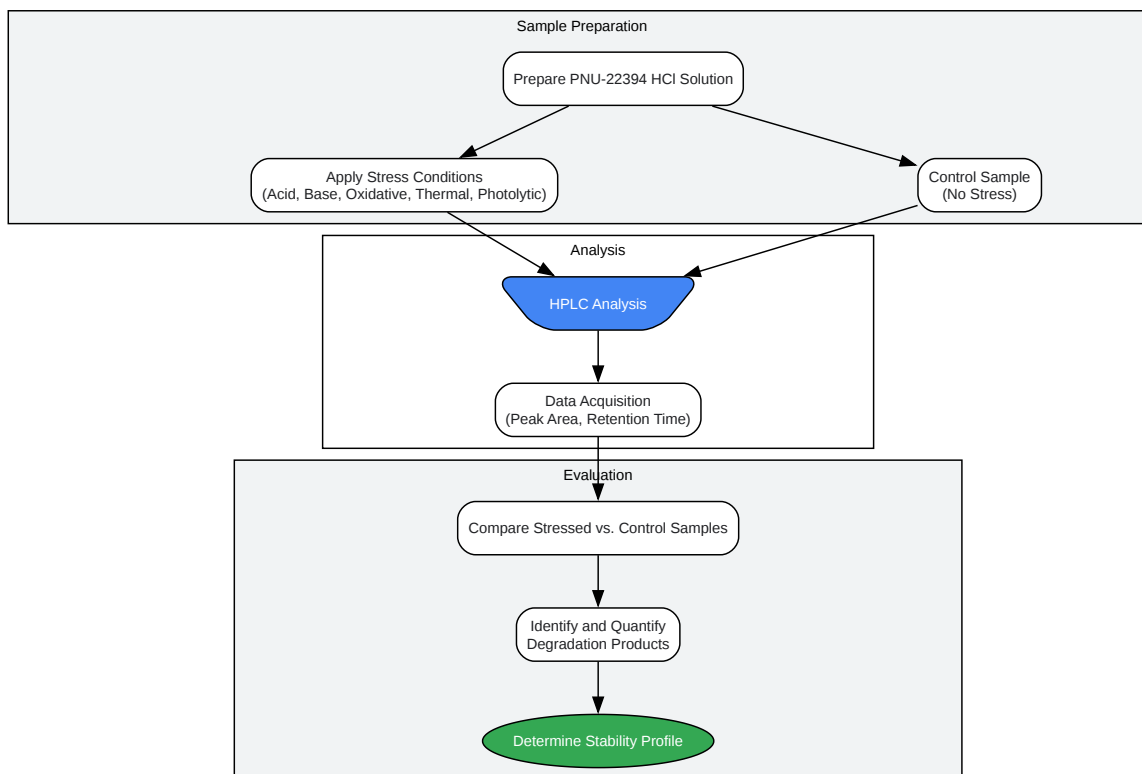 Sample Preparation
Prepare PNU-22394 HCl Solution
Apply Stress Conditions
(Acid, Base, Oxidative, Thermal, Photolytic)
Control Sample
(No Stress)
Analysis
HPLC Analysis
Data Acquisition
(Peak Area, Retention Time)
Evaluation
Compare Stressed vs. Control Samples
Identify and Quantify
Degradation Products
Determine Stability Profile